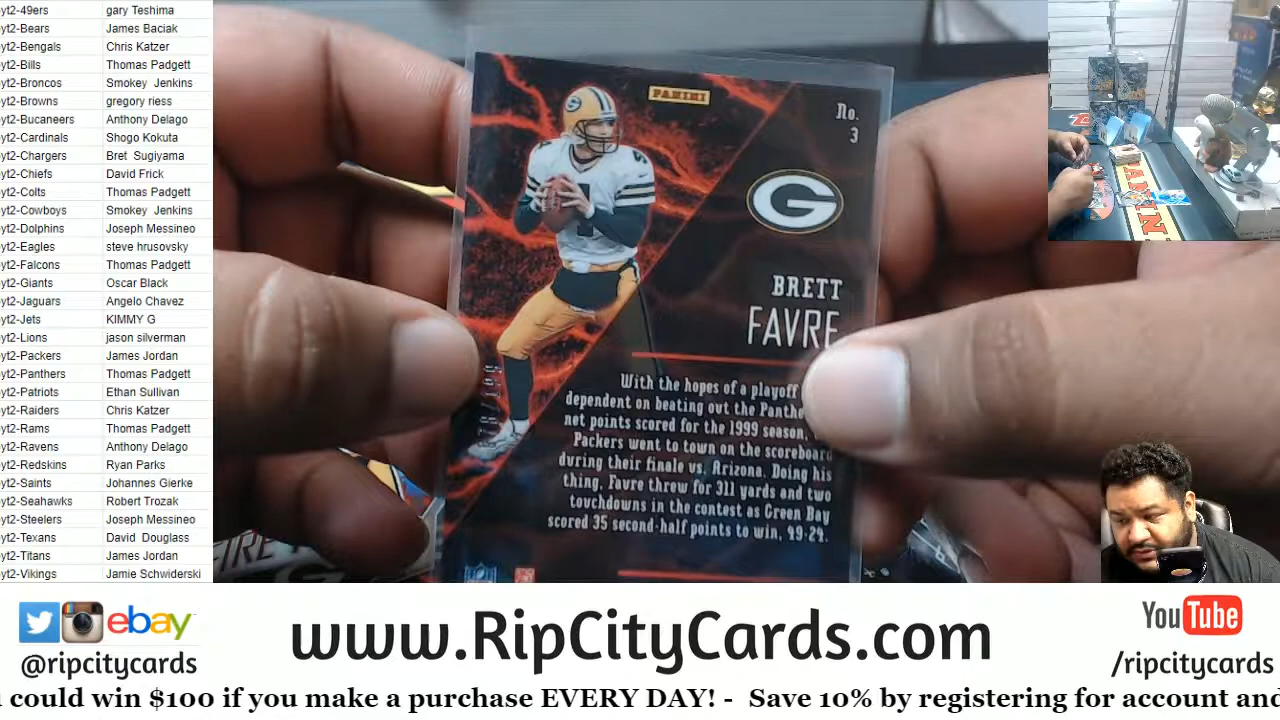 yt2-49ers gary Teshima
yt2-Bears James Baciak
yt2-Bengals Chris Katzer
yt2-Bills Thomas Padgett
yt2-Broncos Smokey Jenkins
yt2-Browns gregory riess
yt2-Bucaneers Anthony Delago
yt2-Cardinals Shogo Kokuta
yt2-Chargers Bret Sugiyama
yt2-Chiefs David Frick
yt2-Colts Thomas Padgett
yt2-Cowboys Smokey Jenkins
yt2-Dolphins Joseph Messineo
yt2-Eagles steve hrusovsky
yt2-Falcons Thomas Padgett
yt2-Giants Oscar Black
yt2-Jaguars Angelo Chavez
yt2-Jets KIMMY G
yt2-Lions jason silverman
yt2-Packers James Jordan
yt2-Panthers Thomas Padgett
yt2-Patriots Ethan Sullivan
yt2-Raiders Chris Katzer
yt2-Rams Thomas Padgett
yt2-Ravens Anthony Delago
yt2-Redskins Ryan Parks
yt2-Saints Johannes Gierke
yt2-Seahawks Robert Trozak
yt2-Steelers Joseph Messineo
yt2-Texans David Douglass
yt2-Titans James Jordan
yt2-Vikings Jamie Schwiderski
PANINI
No.
3
G
BRETT
FAVRE
With the hopes of a playoff
dependent on beating out the
net points scored for the 1999 season,
Packers went to town on the scoreboard
during their finale vs. Arizona. Doing his
thing, Favre threw for 311 yards and two
touchdowns in the contest as Green Bay
scored 35 second-half points to win, 49-24.
ebay
@ripcitycards
www.RipCityCards.com
YouTube
/ripcitycards
could win $100 if you make a purchase EVERY DAY! - Save 10% by registering for account and